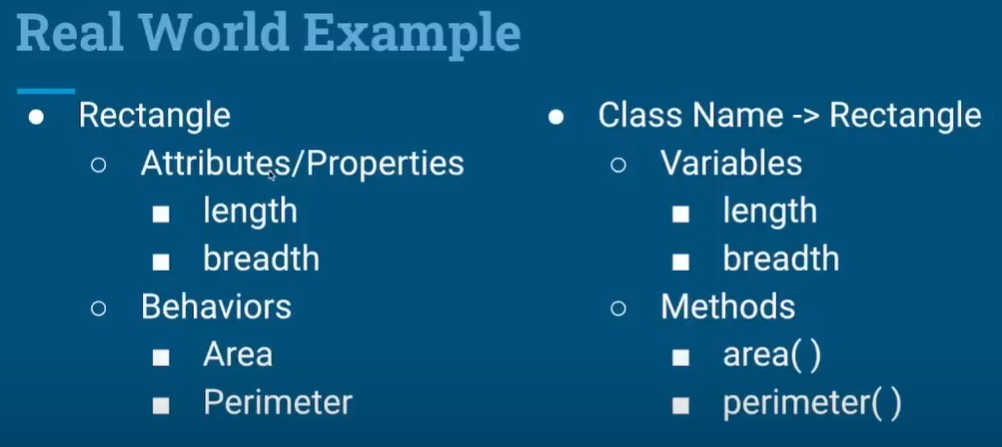 Real World Example
● Rectangle
○ Attributes/Properties
■ length
■ breadth
○ Behaviors
■ Area
■ Perimeter
● Class Name -> Rectangle
○ Variables
■ length
■ breadth
○ Methods
■ area( )
■ perimeter( )